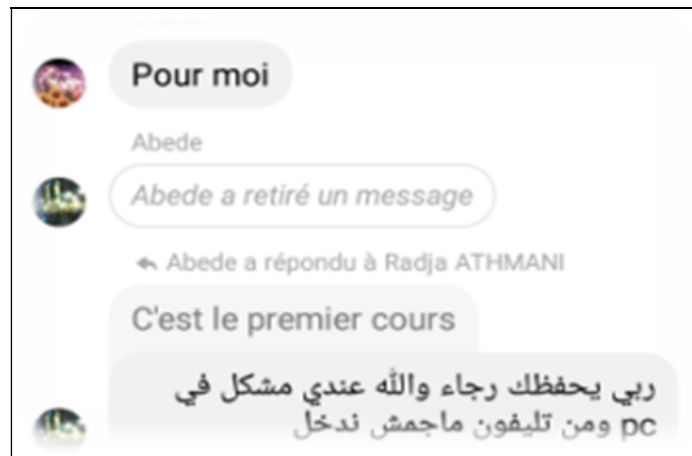 Pour moi
Abede
Abede a retiré un message
Abede a répondu à Radja ATHMANI
C'est le premier cours
ربي يحفظك رجاء والله عندي مشكل في
pc ومن تليفون ماجمش ندخل